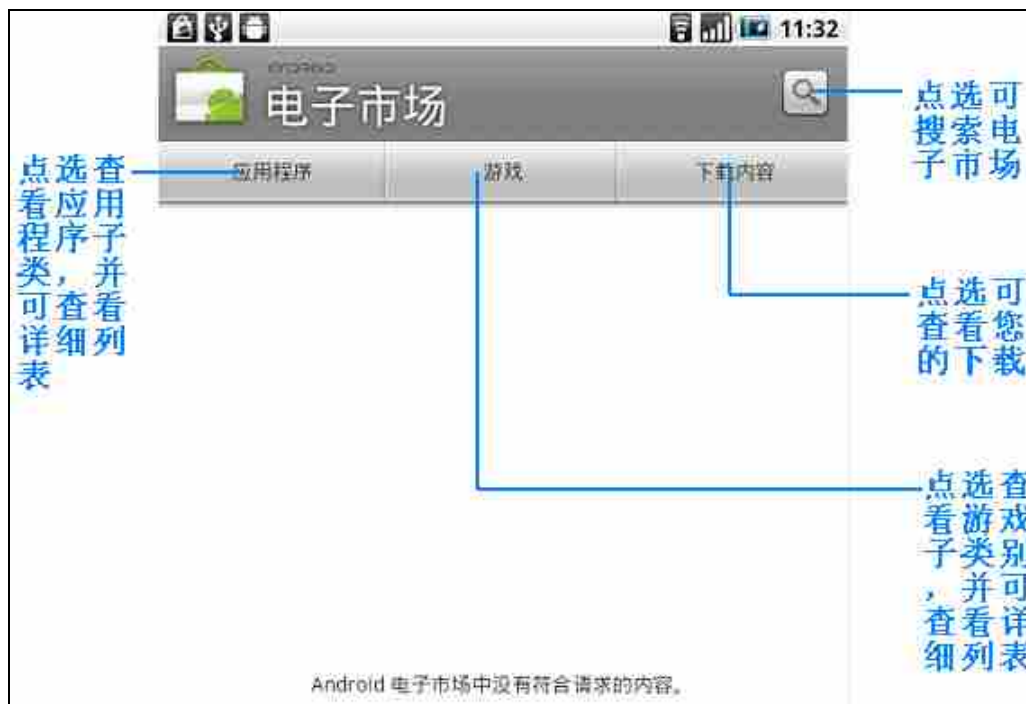 11:32
ANDROID
电子市场
应用程序
游戏
下载内容
点选可
搜索电
子市场
点选查
看应用
程序子
类，并
可查看
详细列
表
点选可
查看您
的下载
点选查
看游戏
子类别
，并可
查看详
细列表
Android 电子市场中没有符合请求的内容。